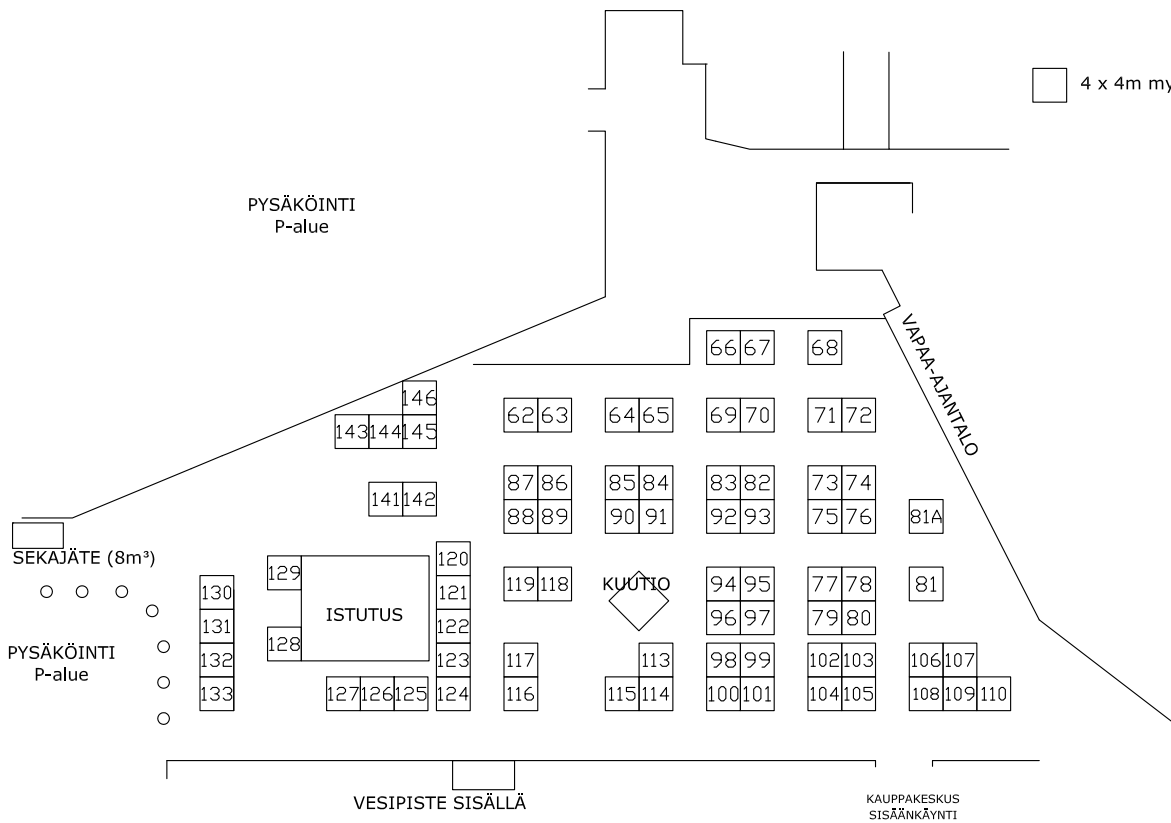 4 x 4m my
PYSÄKÖINTI
P-alue
VAPAA-AJANTALO
66 67 68
146
62 63 64 65 69 70 71 72
143 144 145
87 86 85 84 83 82 73 74
141 142
88 89 90 91 92 93 75 76 81A
SEKAJÄTE (8m³)
120
129
119 118 KUUTIO 94 95 77 78 81
130 121
ISTUTUS
131 122 96 97 79 80
128
PYSÄKÖINTI
P-alue
132 123 117 113 98 99 102 103 106 107
133 127 126 125 124 116 115 114 100 101 104 105 108 109 110
VESIPISTE SISÄLLÄ
KAUPPAKESKUS
SISÄÄNKÄYNTI